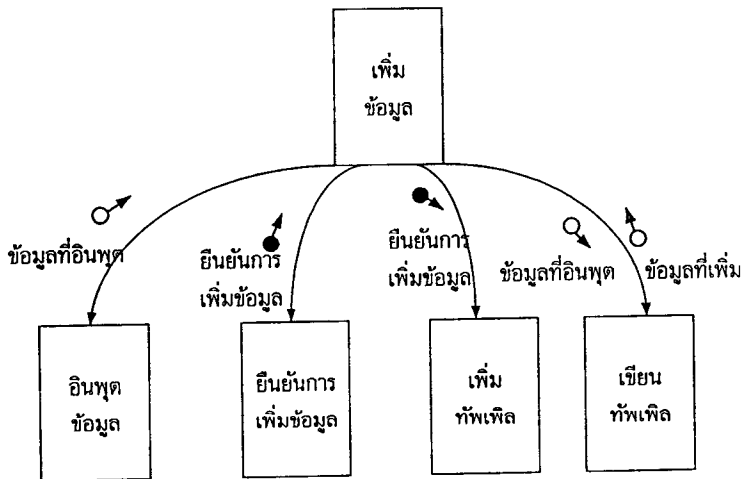 เพิ่ม
ข้อมูล
ข้อมูลที่อินพุต
ยืนยันการ
เพิ่มข้อมูล
ยืนยันการ
เพิ่มข้อมูล
ข้อมูลที่อินพุต
ข้อมูลที่เพิ่ม
อินพุต
ข้อมูล
ยืนยันการ
เพิ่มข้อมูล
เพิ่ม
ทัพเพิล
เขียน
ทัพเพิล